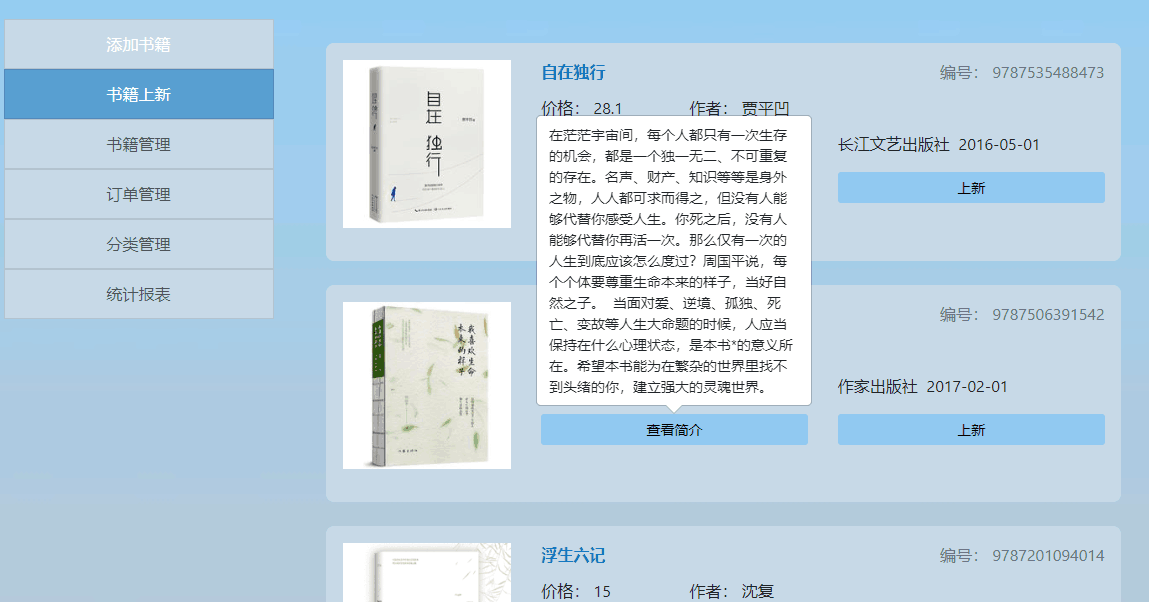 添加书籍
书籍上新
书籍管理
订单管理
分类管理
统计报表
自在独行
编号： 9787535488473
价格： 28.1
作者： 贾平凹
长江文艺出版社 2016-05-01
上新
自在
独行
在茫茫宇宙间，每个人都只有一次生存
的机会，都是一个独一无二、不可重复
的存在。名声、财产、知识等等是身外
之物，人人都可求而得之，但没有人能
够代替你感受人生。你死之后，没有人
能够代替你再活一次。那么仅有一次的
人生到底应该怎么度过？周国平说，每
个个体要尊重生命本来的样子，当好自
然之子。 当面对爱、逆境、孤独、死
亡、变故等人生大命题的时候，人应当
保持在什么心理状态，是本书*的意义所
在。希望本书能为在繁杂的世界里找不
到头绪的你，建立强大的灵魂世界。
编号： 9787506391542
我喜欢生命
本来的样子
作家出版社 2017-02-01
查看简介
上新
浮生六记
编号： 9787201094014
价格： 15
作者： 沈复